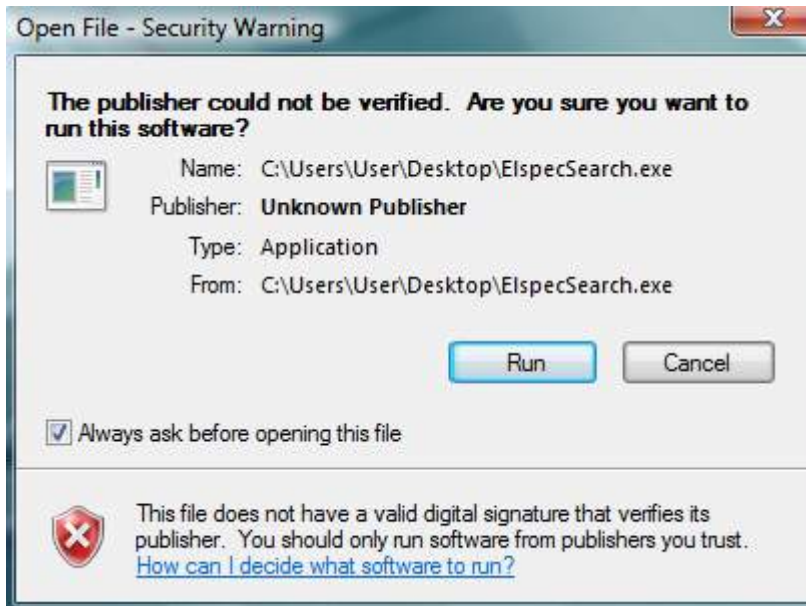 Open File - Security Warning
The publisher could not be verified. Are you sure you want to
run this software?
Name: C:\Users\User\Desktop\ElspecSearch.exe
Publisher: Unknown Publisher
Type: Application
From: C:\Users\User\Desktop\ElspecSearch.exe
Run Cancel
Always ask before opening this file
This file does not have a valid digital signature that verifies its
publisher. You should only run software from publishers you trust.
How can I decide what software to run?